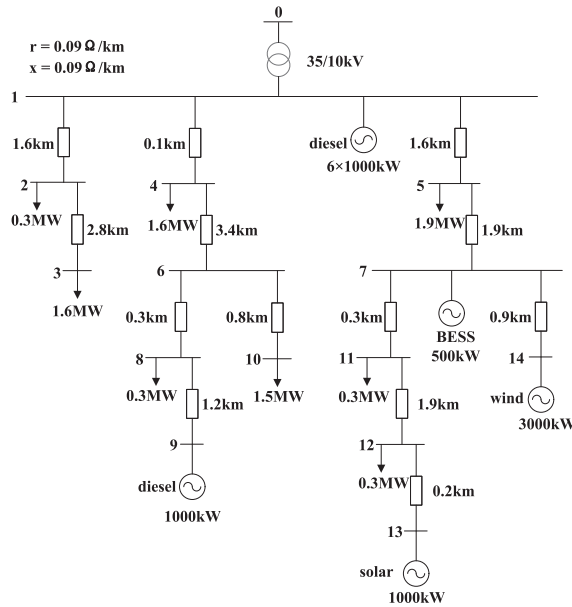 0
r = 0.09 Ω/km
x = 0.09 Ω/km
35/10kV
1
1.6km
0.1km
diesel
6×1000kW
1.6km
2
4
5
0.3MW
1.6MW
1.9MW
2.8km
3.4km
1.9km
3
6
7
1.6MW
0.3km
0.8km
0.3km
BESS
500kW
0.9km
8
10
11
14
0.3MW
1.5MW
0.3MW
1.2km
1.9km
wind
3000kW
9
12
diesel
1000kW
0.3MW
0.2km
13
solar
1000kW